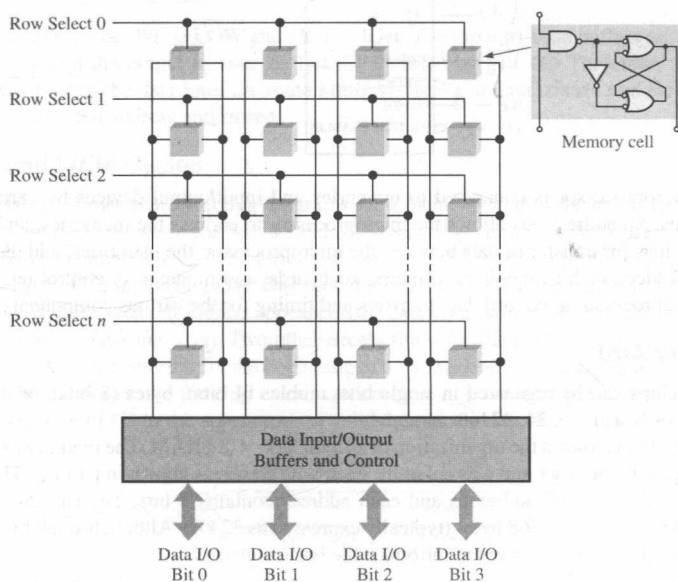 Row Select 0
Memory cell
Row Select 1
Row Select 2
Row Select n
Data Input/Output
Buffers and Control
Data I/O Data I/O Data I/O Data I/O
Bit 0 Bit 1 Bit 2 Bit 3